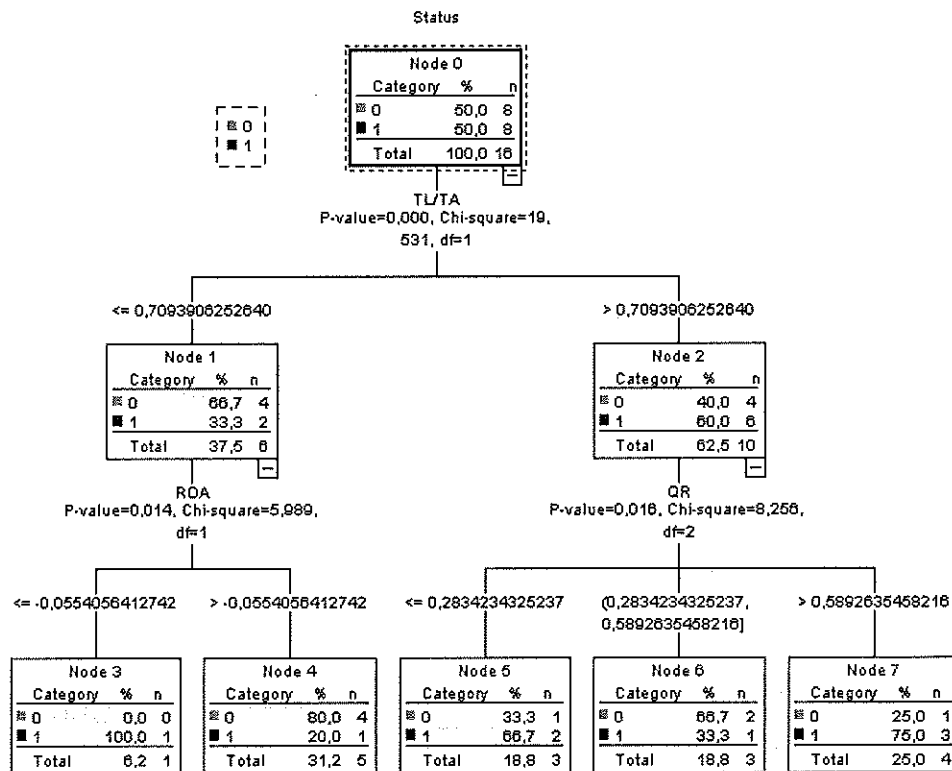 Status
Node 0
Category % n
0 50,0 8
1 50,0 8
Total 100,0 16
0
1
TL/TA
P-value=0,000, Chi-square=19,
531, df=1
<= 0,7093906252640
> 0,7093906252640
Node 1
Category % n
0 66,7 4
1 33,3 2
Total 37,5 6
Node 2
Category % n
0 40,0 4
1 60,0 6
Total 62,5 10
ROA
P-value=0,014, Chi-square=5,989,
df=1
QR
P-value=0,016, Chi-square=8,256,
df=2
<= -0,0554056412742
> -0,0554056412742
<= 0,2834234325237
(0,2834234325237,
0,5892635458216]
> 0,5892635458216
Node 3
Category % n
0 0,0 0
1 100,0 1
Total 6,2 1
Node 4
Category % n
0 80,0 4
1 20,0 1
Total 31,2 5
Node 5
Category % n
0 33,3 1
1 66,7 2
Total 18,8 3
Node 6
Category % n
0 66,7 2
1 33,3 1
Total 18,8 3
Node 7
Category % n
0 25,0 1
1 75,0 3
Total 25,0 4